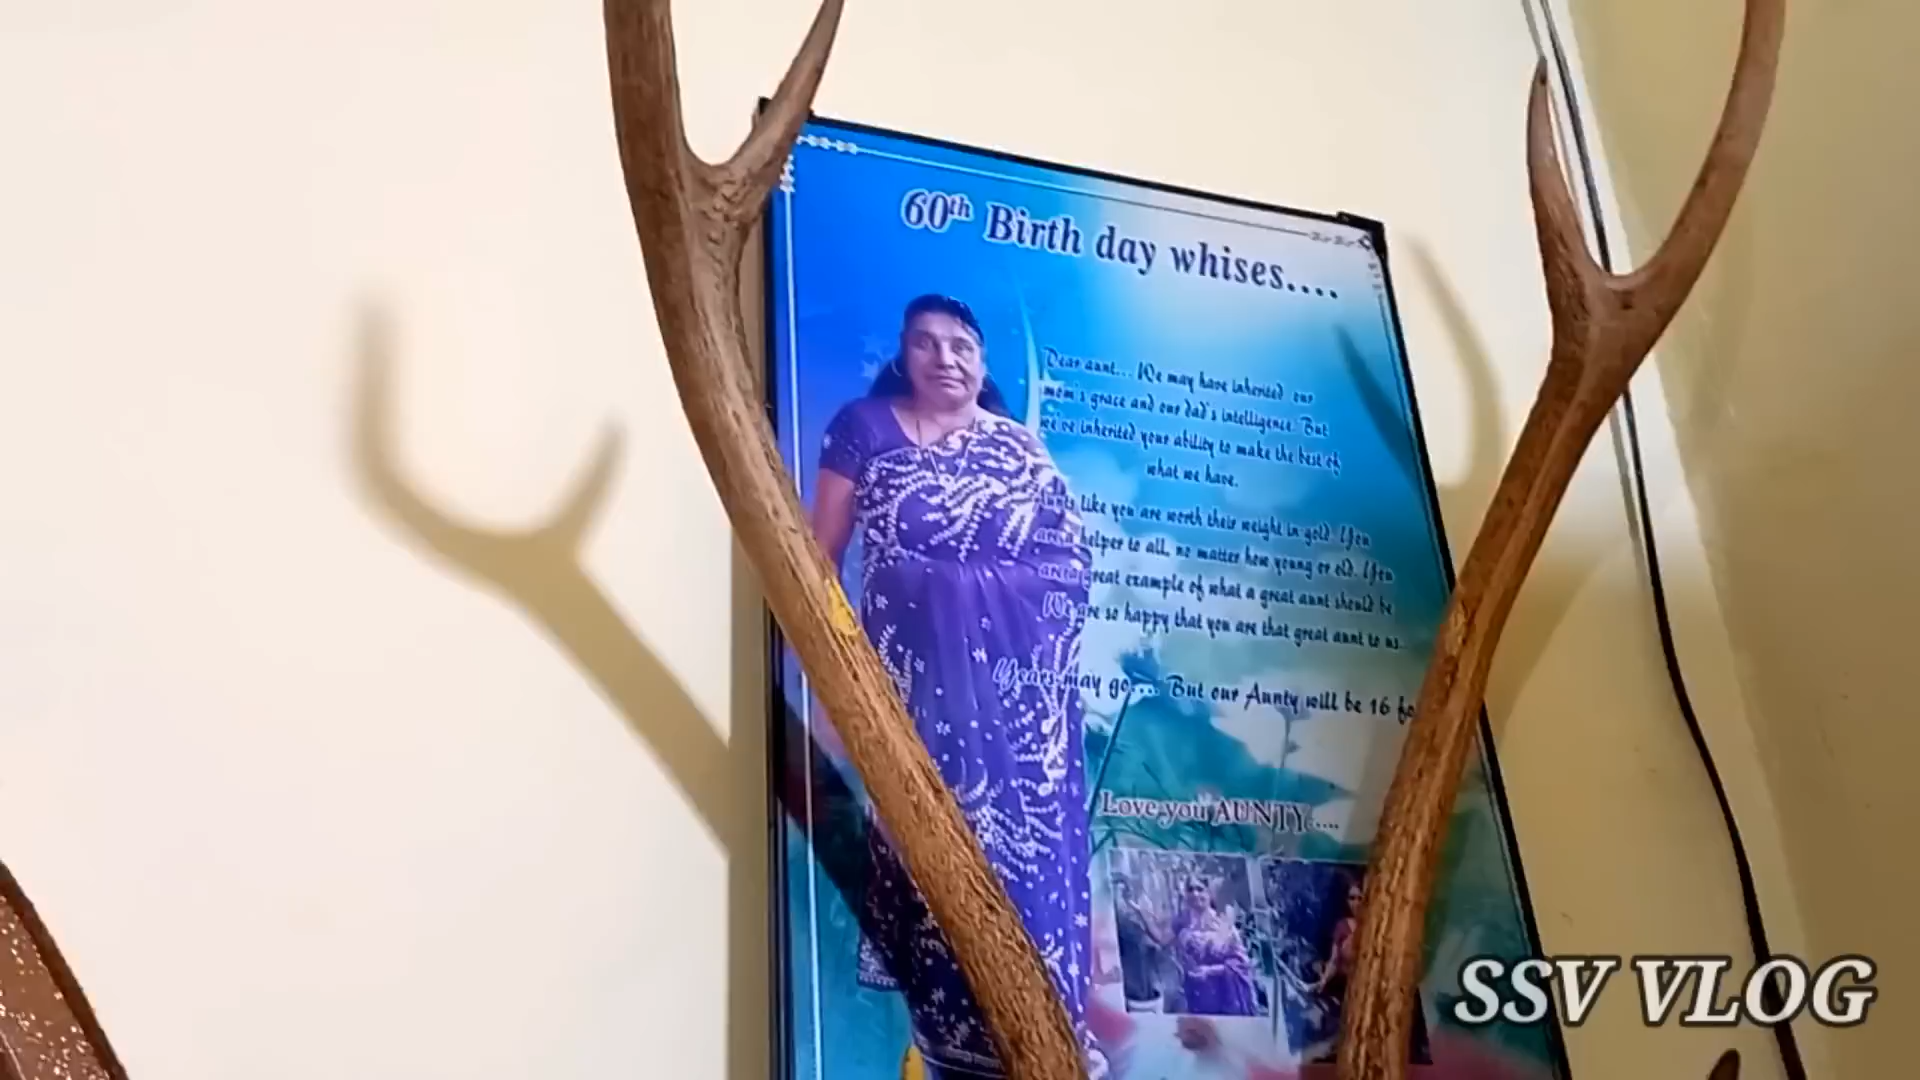 60th Birth day whises....
Dear aunt... We may have inherited our
mom's grace and our dad's intelligence. But
we've inherited your ability to make the best of
what we have.
Aunts like you are worth their weight in gold. You
are a helper to all, no matter how young or old. You
are a great example of what a great aunt should be
We are so happy that you are that great aunt to us..
Years may go.... But our Aunty will be 16 fo
Love you AUNTY.....
SSV VLOG